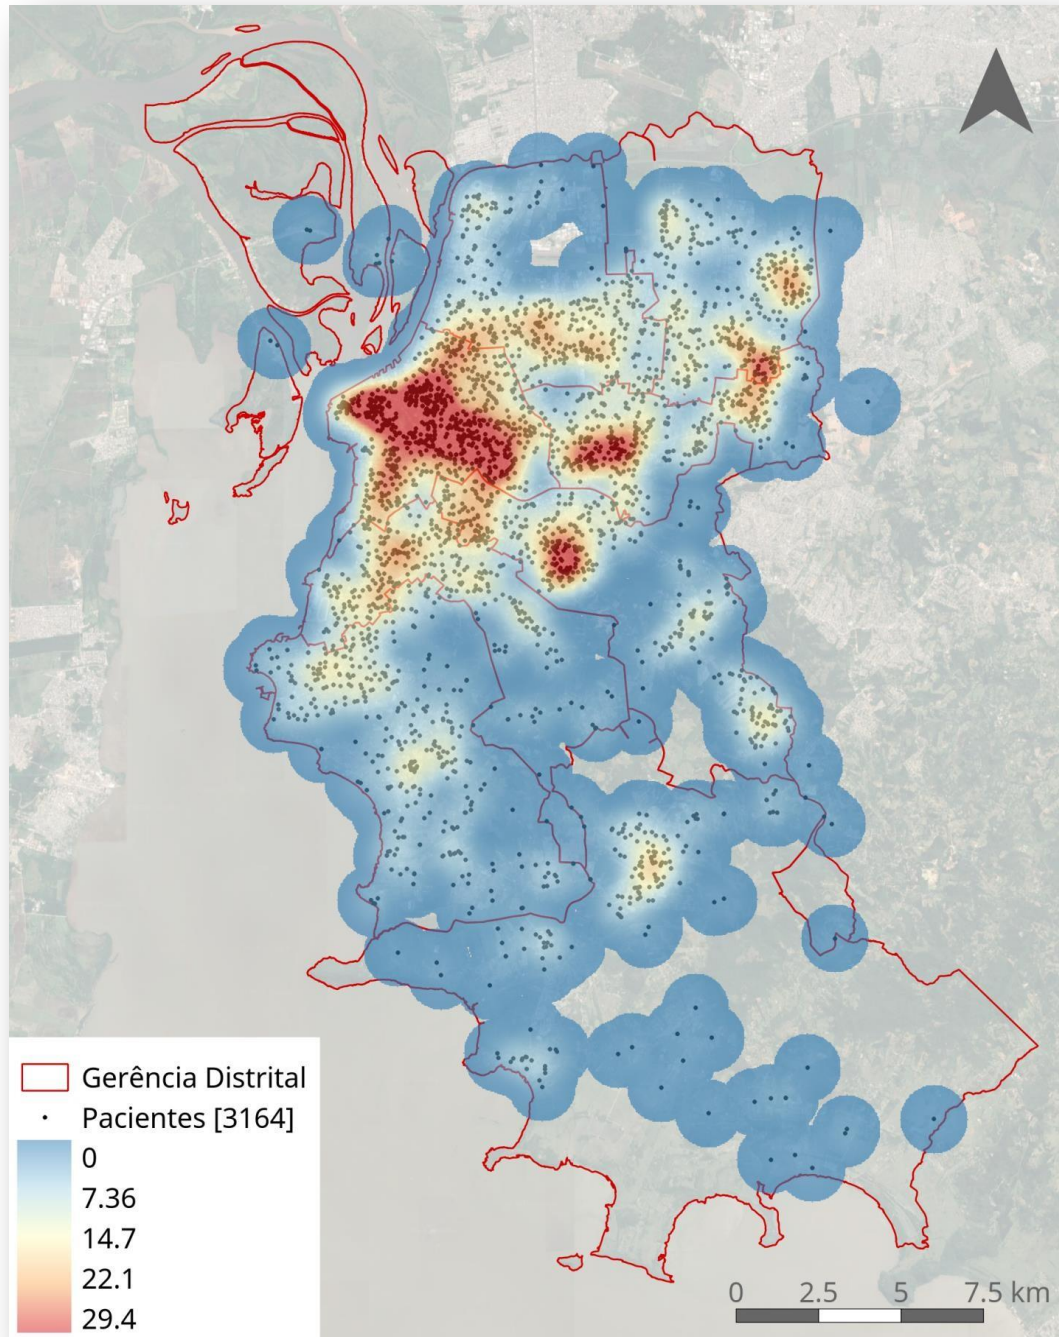 Gerência Distrital
Pacientes [3164]
0
7.36
14.7
22.1
29.4
0 2.5 5 7.5 km